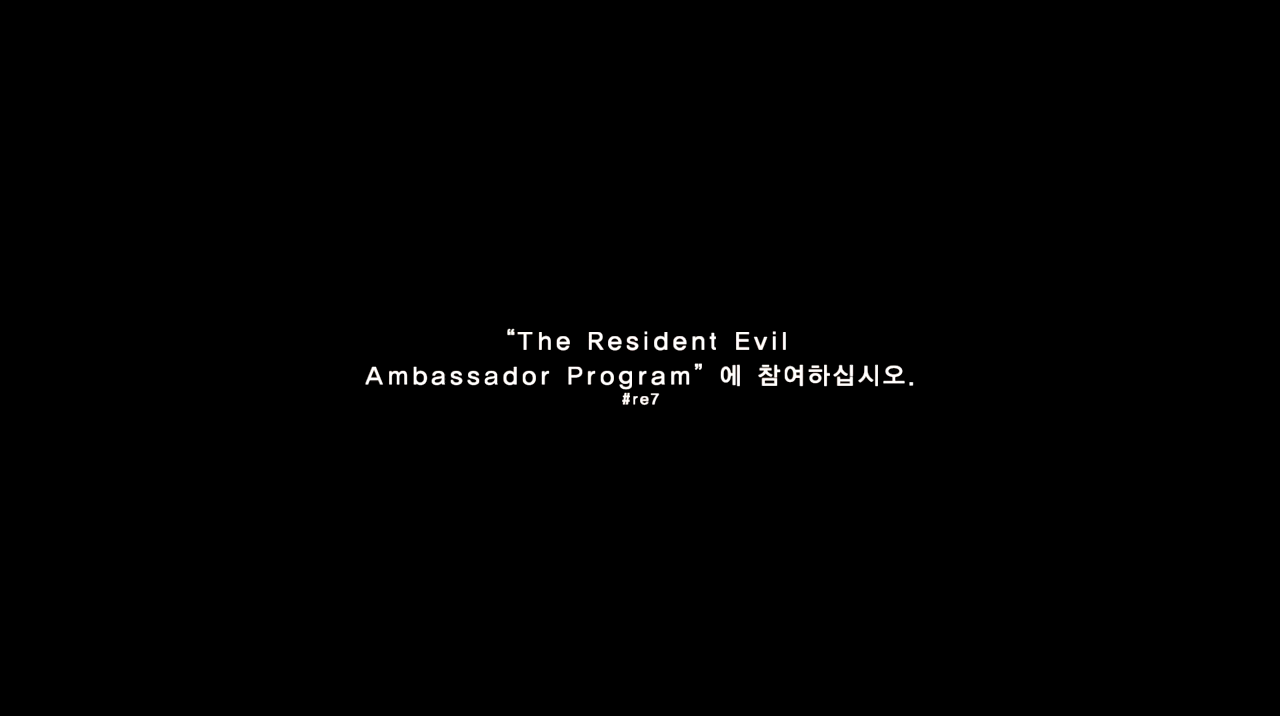 “The Resident Evil
Ambassador Program” 에 참여하십시오.
#re7